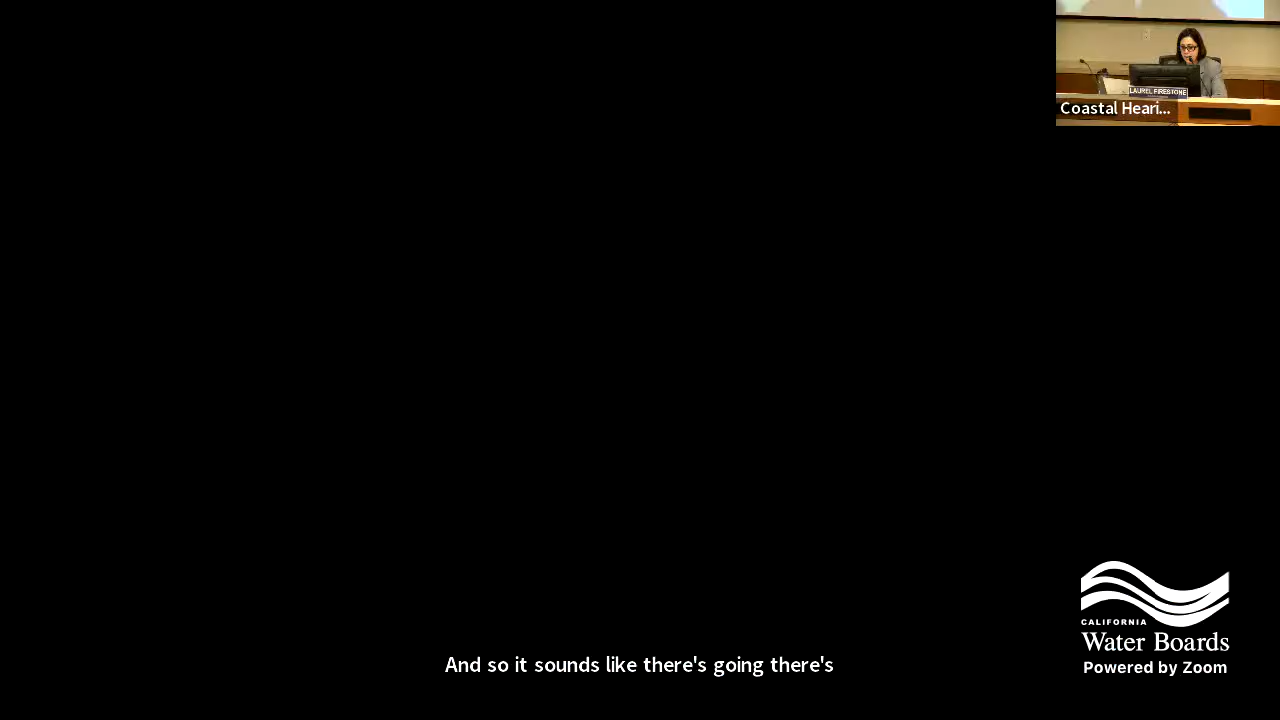 LAUREL FIRESTONE
Coastal Heari...
CALIFORNIA
Water Boards
Powered by Zoom
And so it sounds like there's going there's